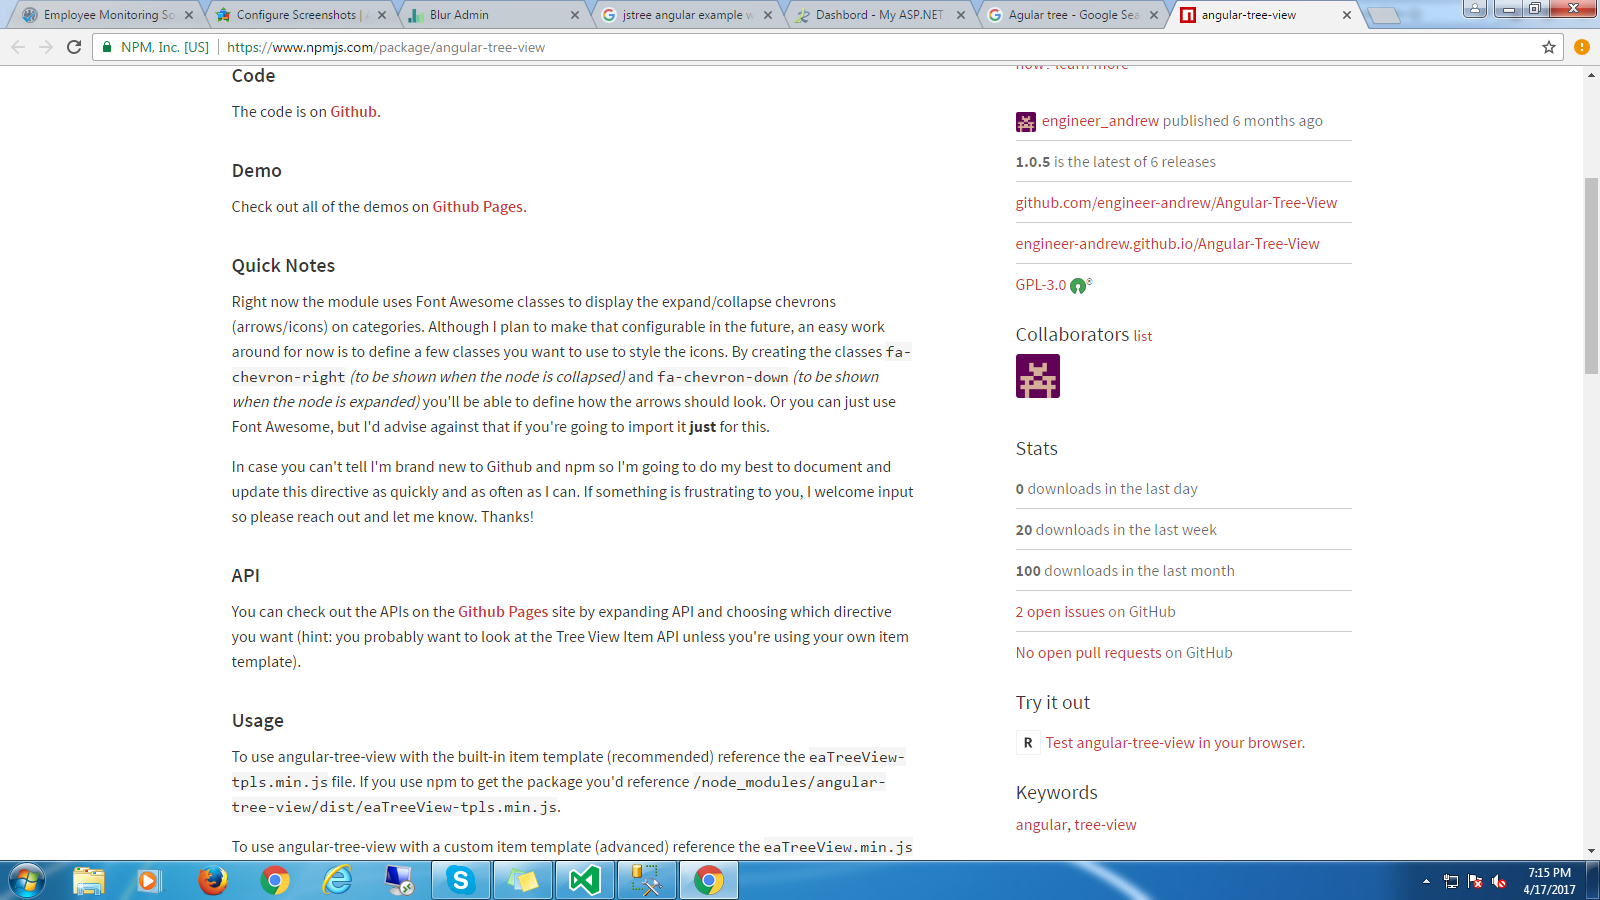 Employee Monitoring So
Configure Screenshots | A
Blur Admin
jstree angular example w
Dashbord - My ASP.NET
Agular tree - Google Sea
angular-tree-view
NPM, Inc. [US]
https://www.npmjs.com/package/angular-tree-view
Code
The code is on Github.
Demo
Check out all of the demos on Github Pages.
Quick Notes
Right now the module uses Font Awesome classes to display the expand/collapse chevrons
(arrows/icons) on categories. Although I plan to make that configurable in the future, an easy work
around for now is to define a few classes you want to use to style the icons. By creating the classes fa-
chevron-right (to be shown when the node is collapsed) and fa-chevron-down (to be shown
when the node is expanded) you'll be able to define how the arrows should look. Or you can just use
Font Awesome, but I'd advise against that if you're going to import it just for this.
In case you can't tell I'm brand new to Github and npm so I'm going to do my best to document and
update this directive as quickly and as often as I can. If something is frustrating to you, I welcome input
so please reach out and let me know. Thanks!
API
You can check out the APIs on the Github Pages site by expanding API and choosing which directive
you want (hint: you probably want to look at the Tree View Item API unless you're using your own item
template).
Usage
To use angular-tree-view with the built-in item template (recommended) reference the eaTreeView-
tpls.min.js file. If you use npm to get the package you'd reference /node_modules/angular-
tree-view/dist/eaTreeView-tpls.min.js.
To use angular-tree-view with a custom item template (advanced) reference the eaTreeView.min.js
now? learn more
engineer_andrew published 6 months ago
1.0.5 is the latest of 6 releases
github.com/engineer-andrew/Angular-Tree-View
engineer-andrew.github.io/Angular-Tree-View
GPL-3.0
Collaborators list
Stats
0 downloads in the last day
20 downloads in the last week
100 downloads in the last month
2 open issues on GitHub
No open pull requests on GitHub
Try it out
R Test angular-tree-view in your browser.
Keywords
angular, tree-view
7:15 PM
4/17/2017